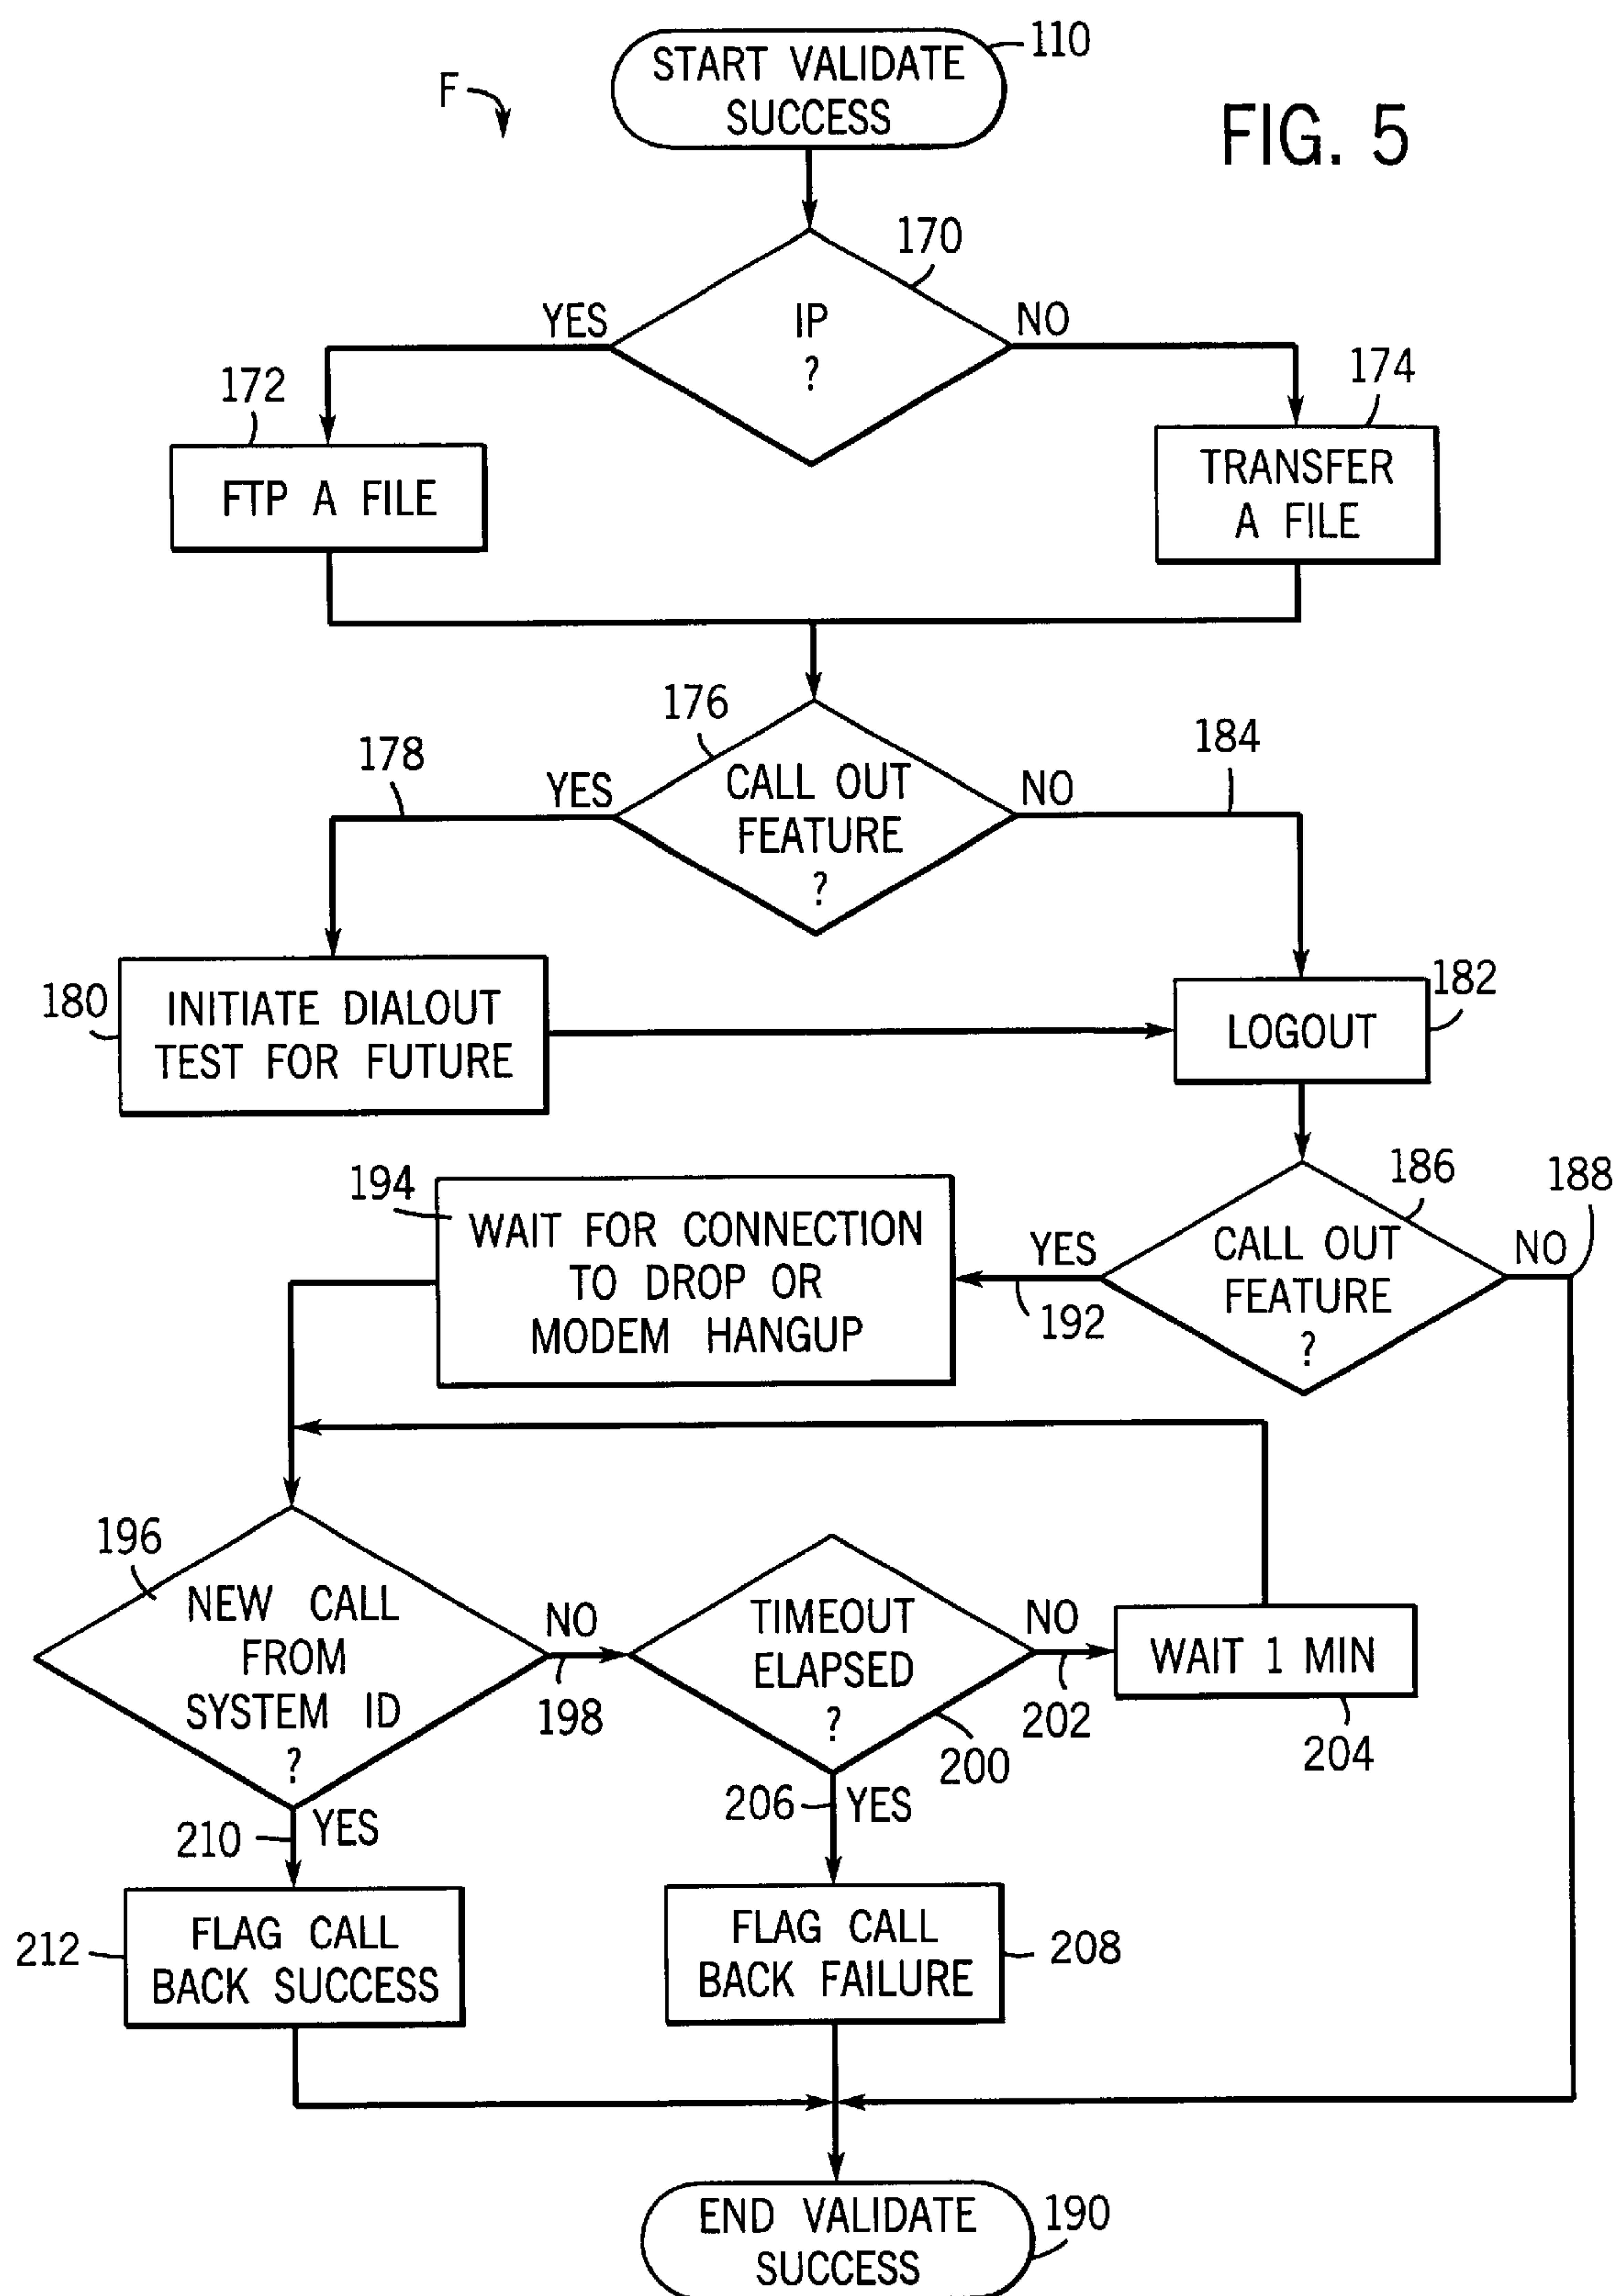 START VALIDATE
SUCCESS
110
F
FIG. 5
170
IP
?
YES
NO
172
FTP A FILE
174
TRANSFER
A FILE
176
CALL OUT
FEATURE
?
178
YES
NO
184
180
INITIATE DIALOUT
TEST FOR FUTURE
182
LOGOUT
186
CALL OUT
FEATURE
?
NO
188
YES
192
194
WAIT FOR CONNECTION
TO DROP OR
MODEM HANGUP
196
NEW CALL
FROM
SYSTEM ID
?
NO
198
TIMEOUT
ELAPSED
?
200
NO
202
WAIT 1 MIN
204
210
YES
206
YES
212
FLAG CALL
BACK SUCCESS
FLAG CALL
BACK FAILURE
208
END VALIDATE
SUCCESS
190